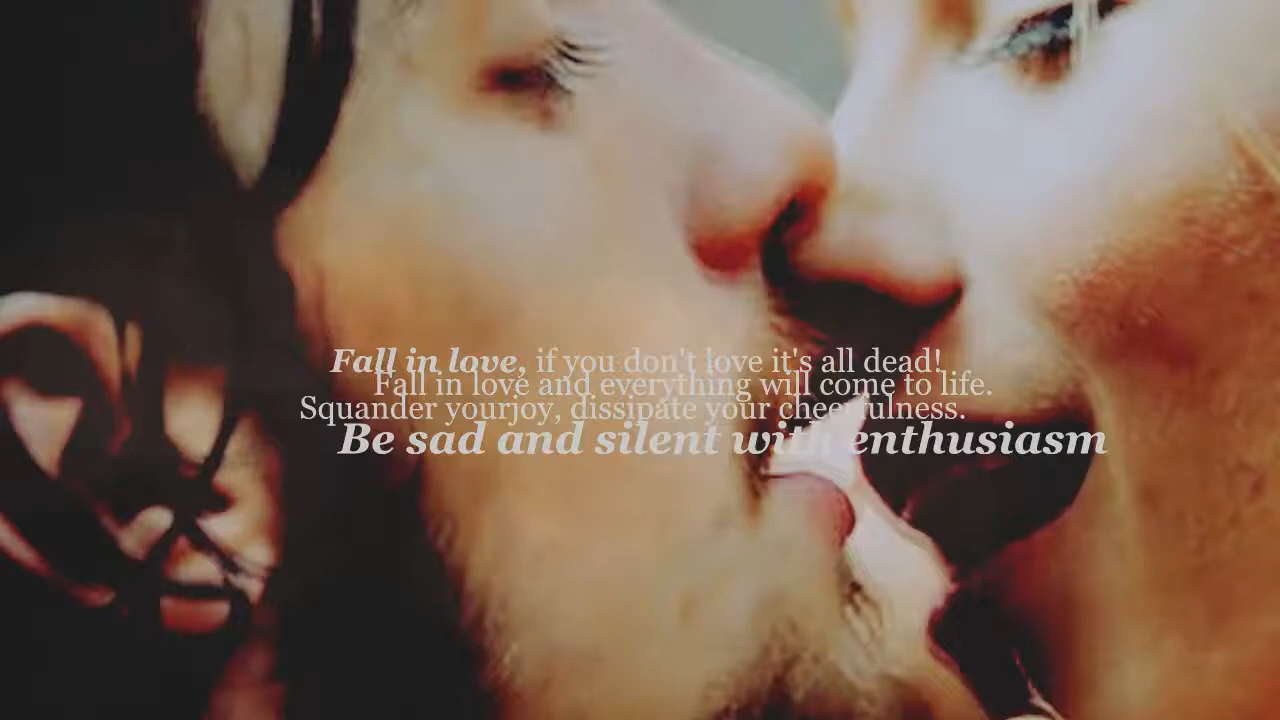 Fall in love, if you don't love it's all dead!
Fall in love and everything will come to life.
Squander yourjoy, dissipate your cheerfulness.
Be sad and silent with enthusiasm